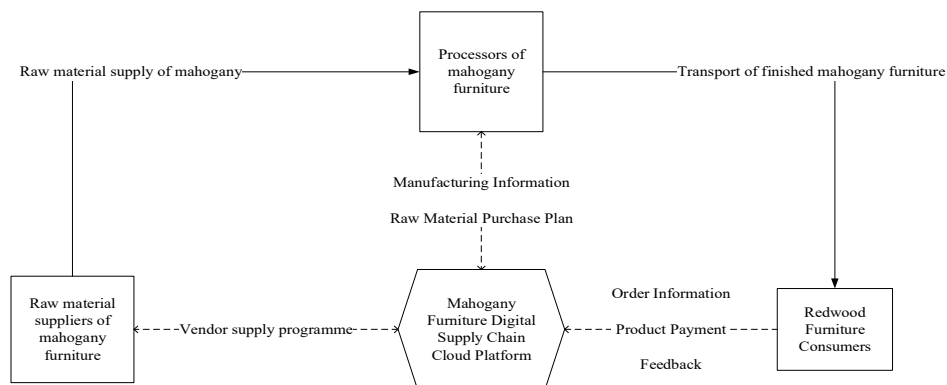 Processors of
mahogany
furniture
Raw material supply of mahogany
Transport of finished mahogany furniture
Manufacturing Information
Raw Material Purchase Plan
Raw material
suppliers of
mahogany
furniture
Vendor supply programme
Mahogany
Furniture Digital
Supply Chain
Cloud Platform
Order Information
Product Payment
Feedback
Redwood
Furniture
Consumers